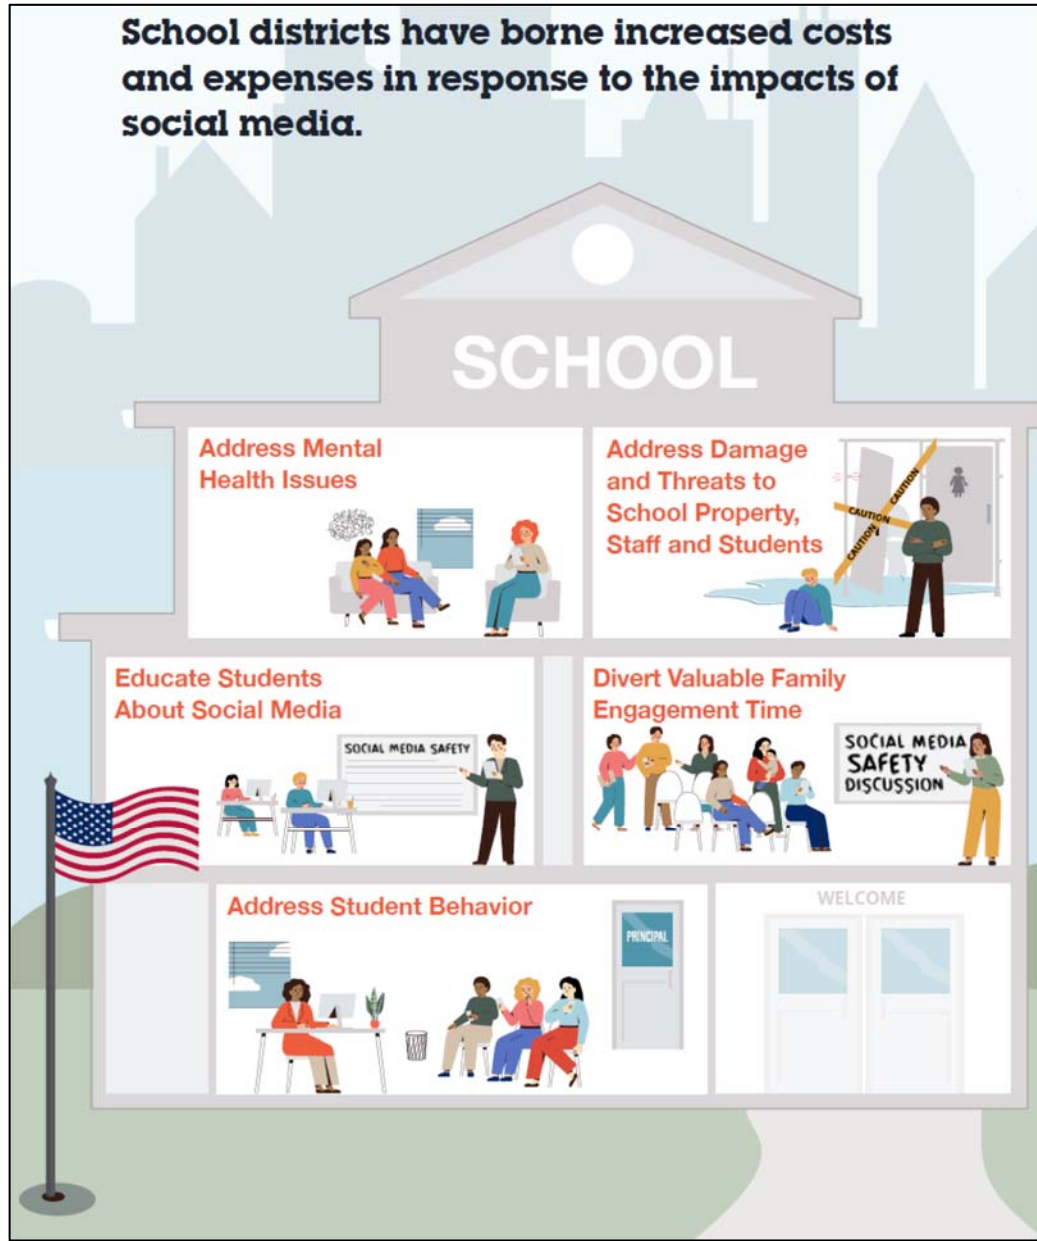 School districts have borne increased costs
and expenses in response to the impacts of
social media.
SCHOOL
Address Mental
Health Issues
Address Damage
and Threats to
School Property,
Staff and Students
CAUTION
CAUTION
CAUTION
Educate Students
About Social Media
SOCIAL MEDIA SAFETY
Divert Valuable Family
Engagement Time
SOCIAL MEDIA
SAFETY
DISCUSSION
Address Student Behavior
PRINCIPAL
WELCOME